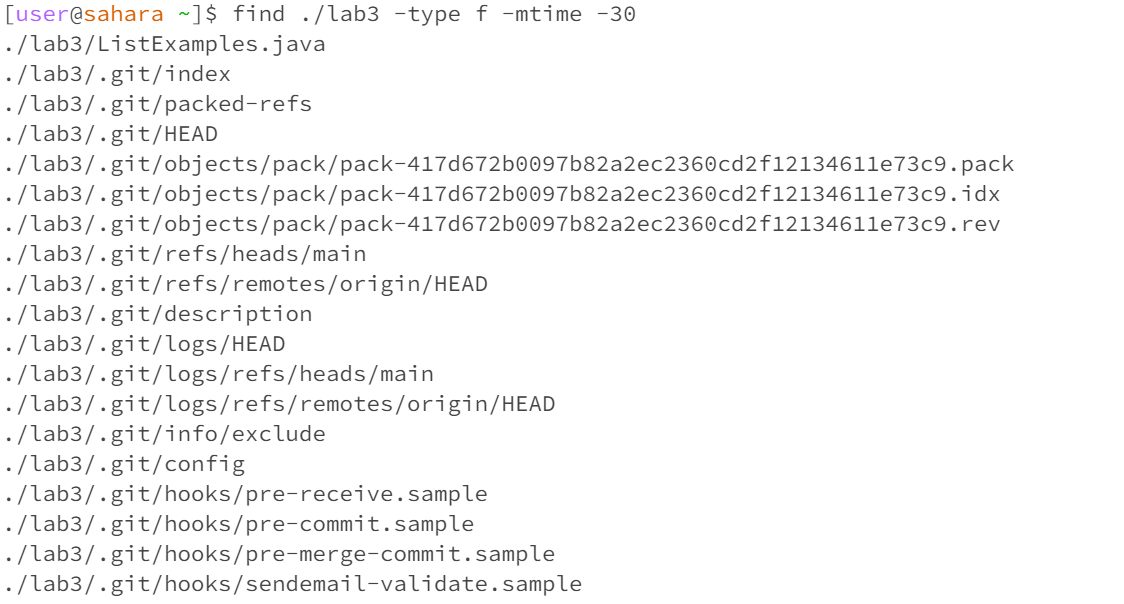 [user@sahara ~]$ find ./lab3 -type f -mtime -30
./lab3/ListExamples.java
./lab3/.git/index
./lab3/.git/packed-refs
./lab3/.git/HEAD
./lab3/.git/objects/pack/pack-417d672b0097b82a2ec2360cd2f12134611e73c9.pack
./lab3/.git/objects/pack/pack-417d672b0097b82a2ec2360cd2f12134611e73c9.idx
./lab3/.git/objects/pack/pack-417d672b0097b82a2ec2360cd2f12134611e73c9.rev
./lab3/.git/refs/heads/main
./lab3/.git/refs/remotes/origin/HEAD
./lab3/.git/description
./lab3/.git/logs/HEAD
./lab3/.git/logs/refs/heads/main
./lab3/.git/logs/refs/remotes/origin/HEAD
./lab3/.git/info/exclude
./lab3/.git/config
./lab3/.git/hooks/pre-receive.sample
./lab3/.git/hooks/pre-commit.sample
./lab3/.git/hooks/pre-merge-commit.sample
./lab3/.git/hooks/sendemail-validate.sample